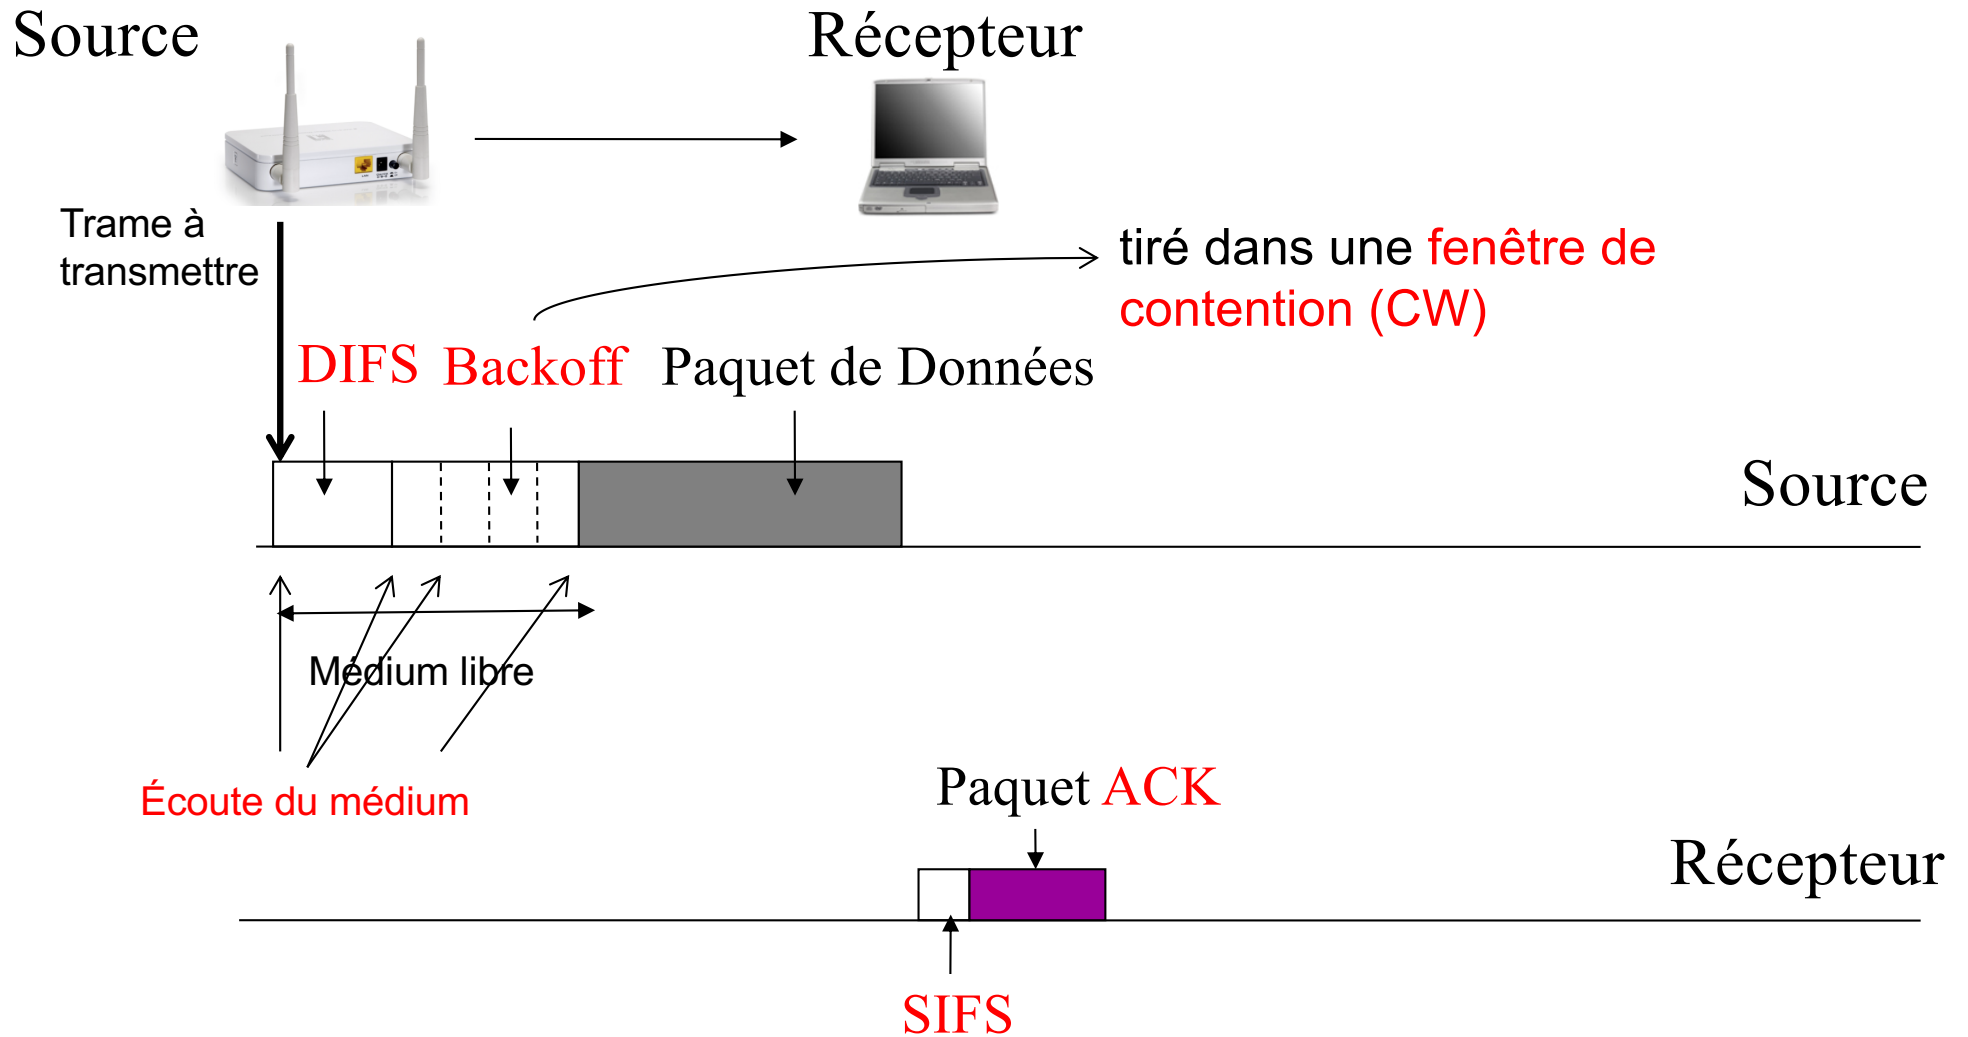 Source
Récepteur
Trame à
transmettre
tiré dans une fenêtre de
contention (CW)
DIFS
Backoff
Paquet de Données
Source
Médium libre
Écoute du médium
Paquet ACK
Récepteur
SIFS